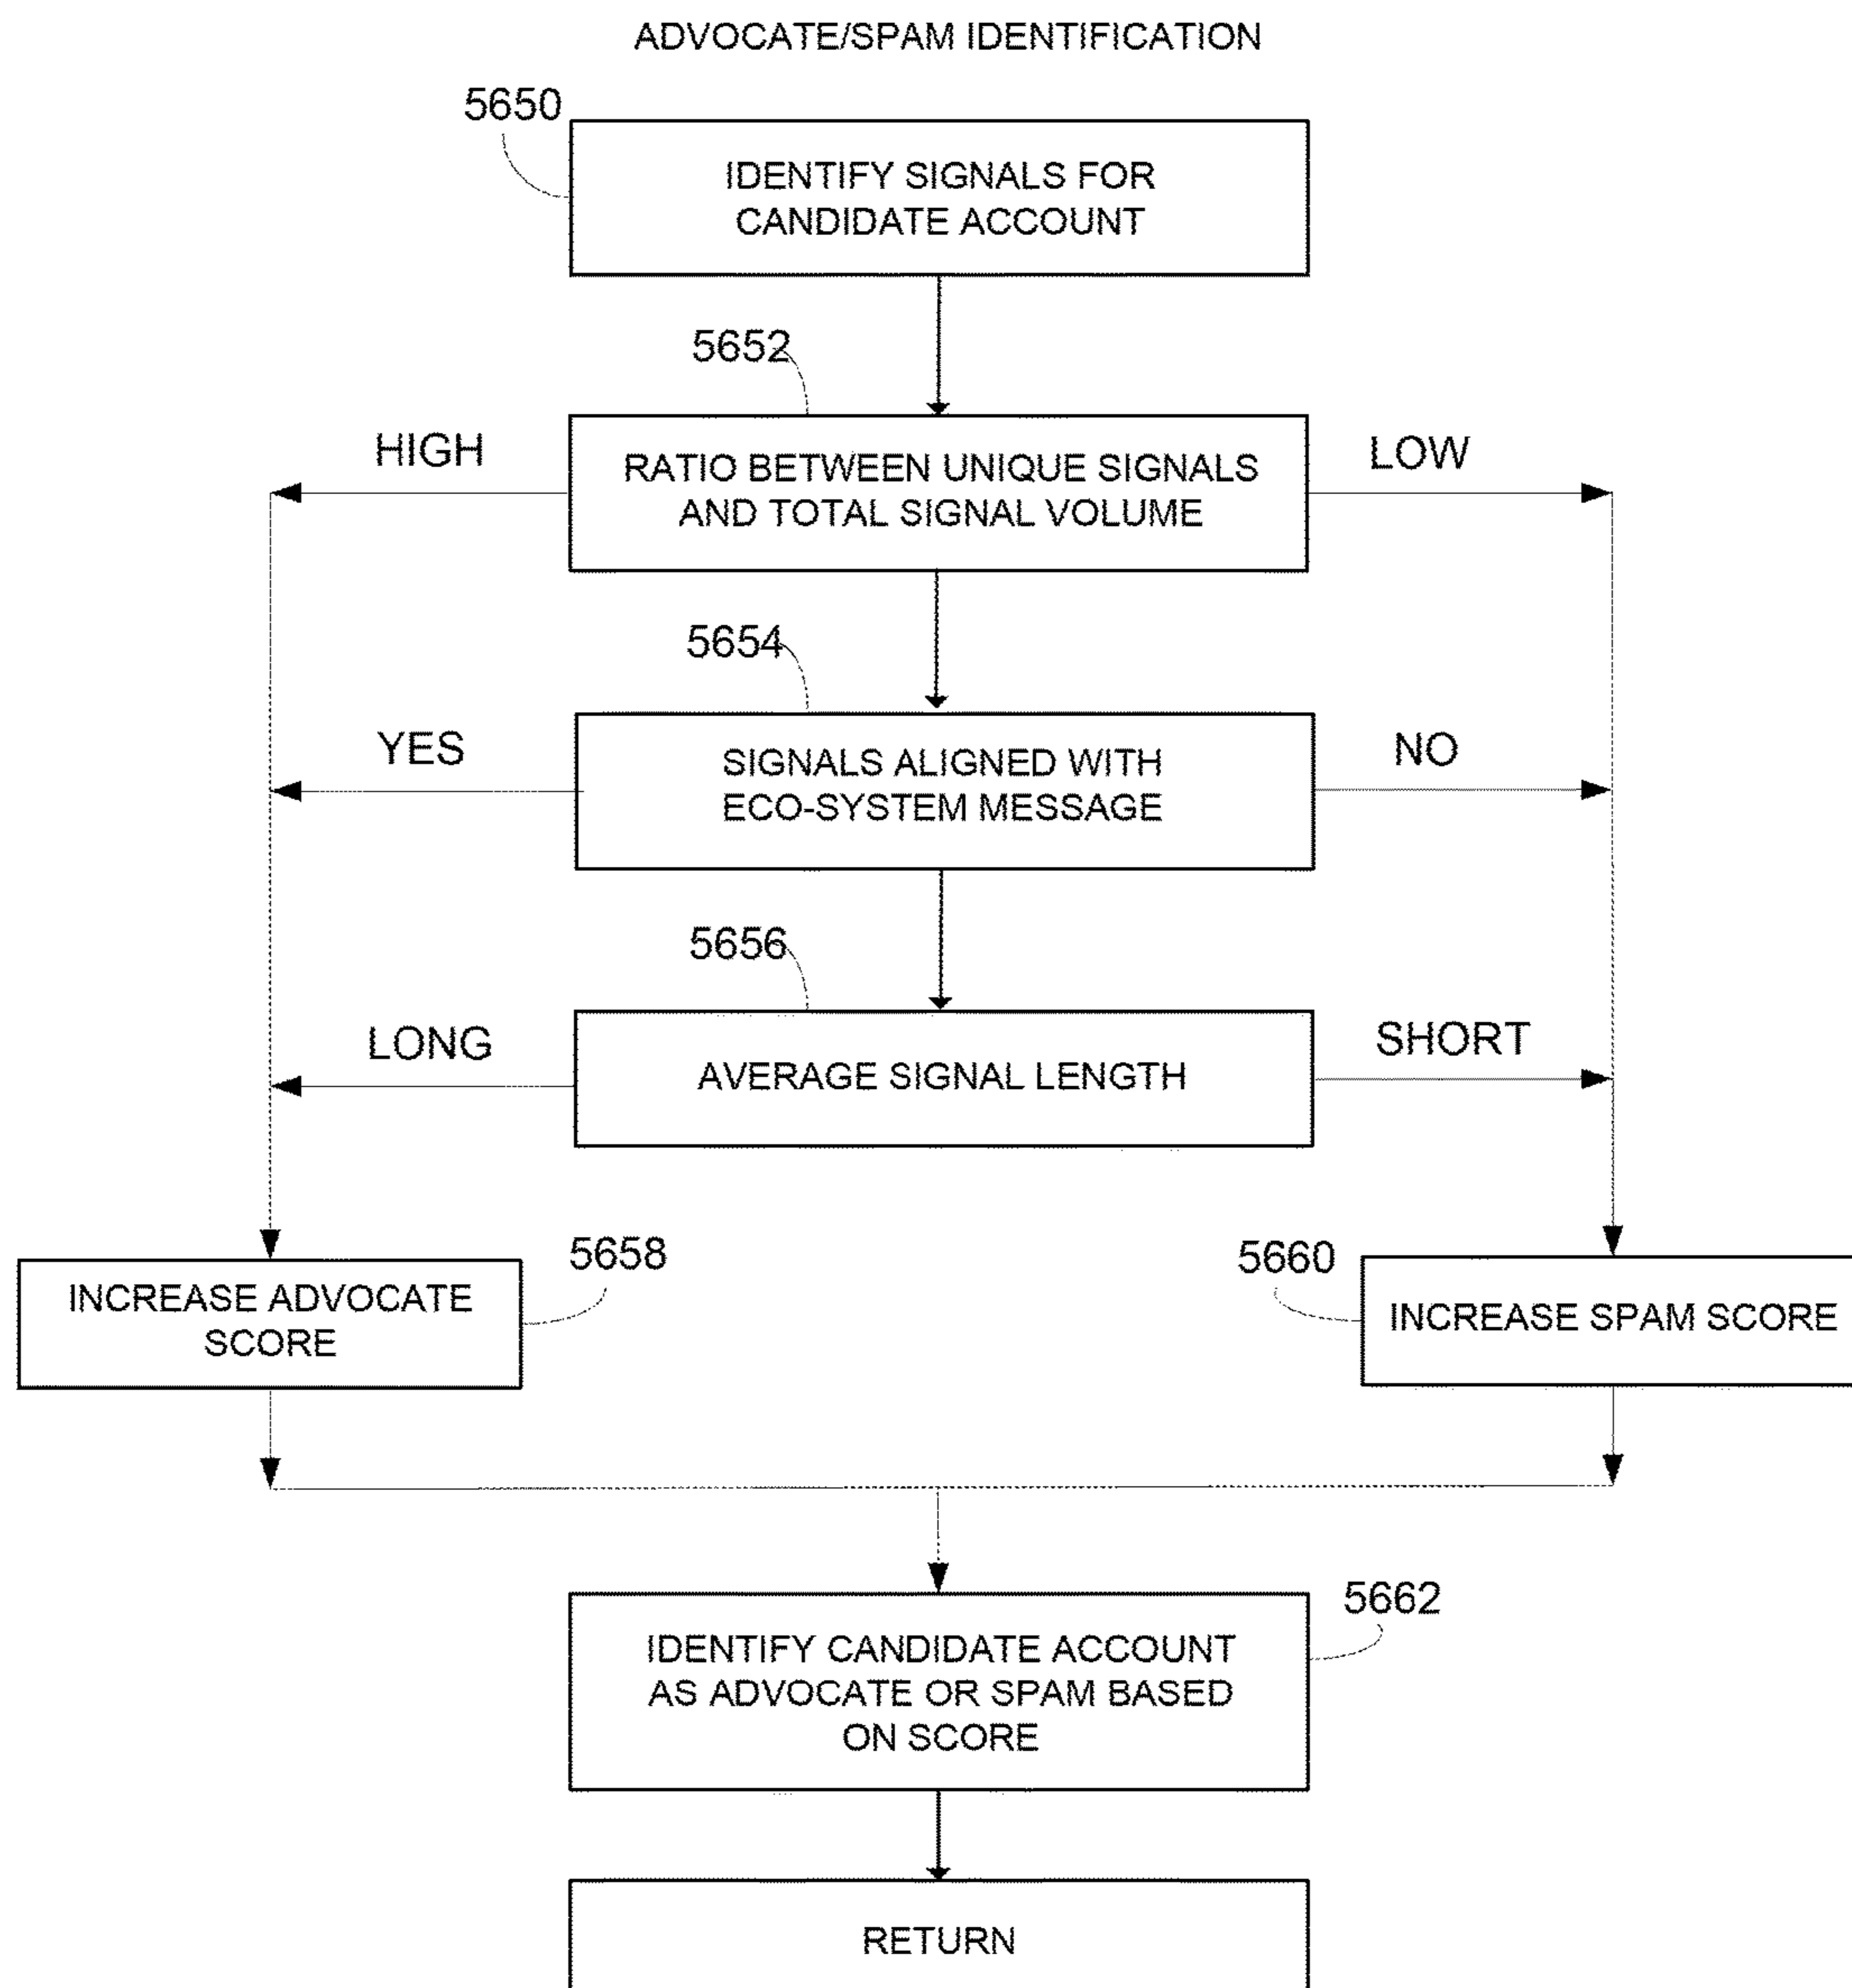 ADVOCATE/SPAM IDENTIFICATION
5650
IDENTIFY SIGNALS FOR
CANDIDATE ACCOUNT
5652
HIGH
RATIO BETWEEN UNIQUE SIGNALS
AND TOTAL SIGNAL VOLUME
LOW
5654
YES
SIGNALS ALIGNED WITH
ECO-SYSTEM MESSAGE
NO
5656
LONG
AVERAGE SIGNAL LENGTH
SHORT
INCREASE ADVOCATE
SCORE
5658
5660
INCREASE SPAM SCORE
5662
IDENTIFY CANDIDATE ACCOUNT
AS ADVOCATE OR SPAM BASED
ON SCORE
RETURN